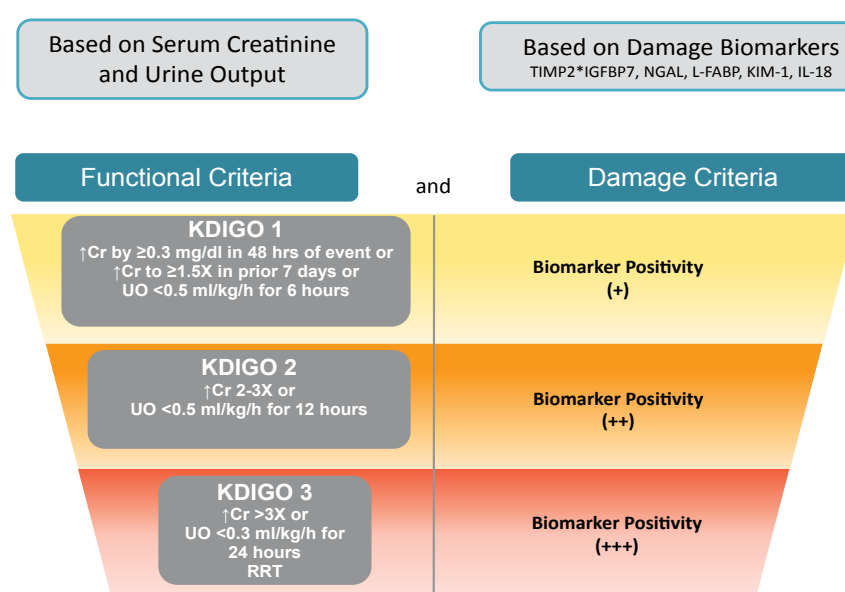 Based on Serum Creatinine
and Urine Output
Based on Damage Biomarkers
TIMP2*IGFBP7, NGAL, L-FABP, KIM-1, IL-18
Functional Criteria
and
Damage Criteria
KDIGO 1
↑Cr by ≥0.3 mg/dl in 48 hrs of event or
↑Cr to ≥1.5X in prior 7 days or
UO <0.5 ml/kg/h for 6 hours
Biomarker Positivity
(+)
KDIGO 2
↑Cr 2-3X or
UO <0.5 ml/kg/h for 12 hours
Biomarker Positivity
(++)
KDIGO 3
↑Cr >3X or
UO <0.3 ml/kg/h for
24 hours
RRT
Biomarker Positivity
(+++)